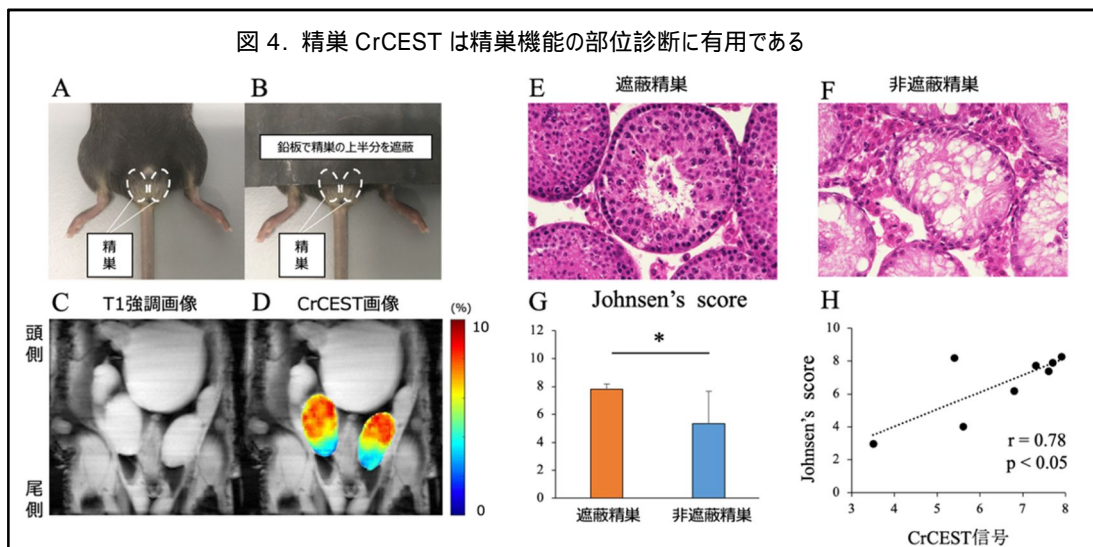 図 4. 精巣 CrCEST は精巣機能の部位診断に有用である
A
B
鉛板で精巣の上半分を遮蔽
精巣
精巣
C
T1強調画像
D
CrCEST画像
(%)
10
0
頭側
尾側
E
遮蔽精巣
F
非遮蔽精巣
G
Johnsen's score
12
10
8
6
4
2
0
*
遮蔽精巣
非遮蔽精巣
H
Johnsen's score
10
8
6
4
2
0
r = 0.78
p < 0.05
3 4 5 6 7 8
CrCEST信号